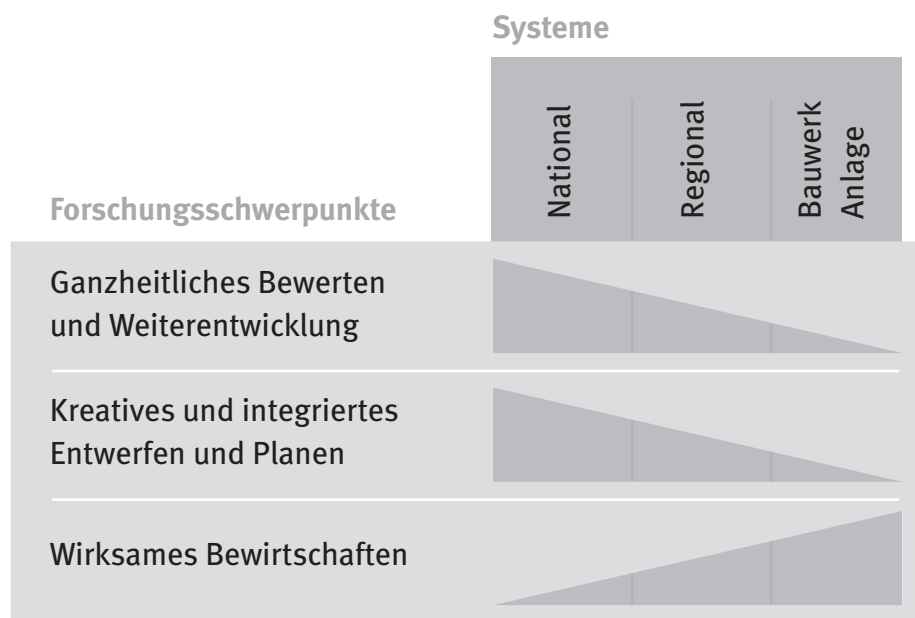 Systeme
National
Regional
Bauwerk
Anlage
Forschungsschwerpunkte
Ganzheitliches Bewerten
und Weiterentwicklung
Kreatives und integriertes
Entwerfen und Planen
Wirksames Bewirtschaften